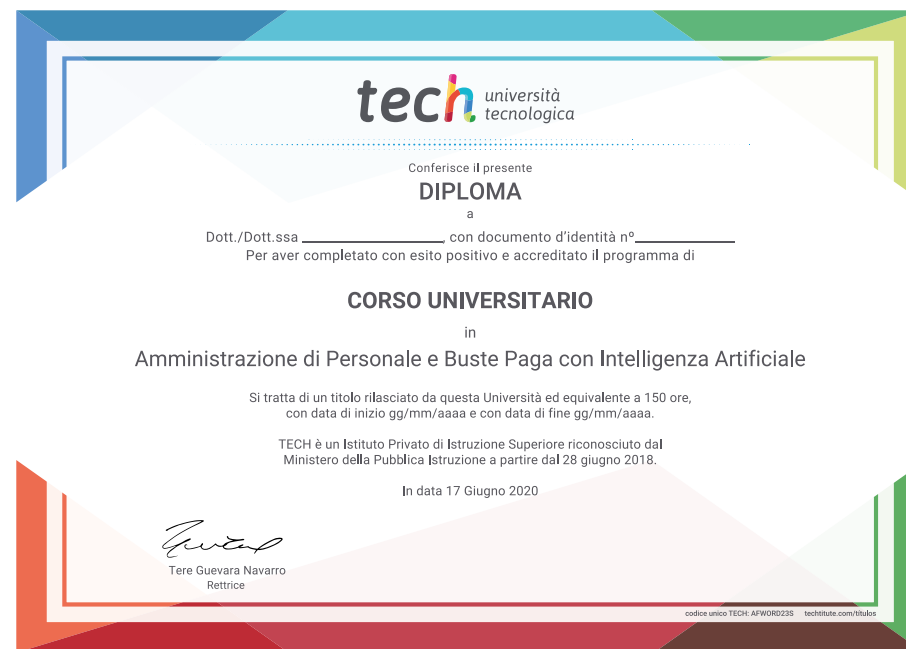 tech università
tecnologica
Conferisce il presente
DIPLOMA
a
Dott./Dott.ssa ____________, con documento d'identità nº____________
Per aver completato con esito positivo e accreditato il programma di
CORSO UNIVERSITARIO
in
Amministrazione di Personale e Buste Paga con Intelligenza Artificiale
Si tratta di un titolo rilasciato da questa Università ed equivalente a 150 ore,
con data di inizio gg/mm/aaaa e con data di fine gg/mm/aaaa.
TECH è un Istituto Privato di Istruzione Superiore riconosciuto dal
Ministero della Pubblica Istruzione a partire dal 28 giugno 2018.
In data 17 Giugno 2020
Tere Guevara Navarro
Rettrice
codice unico TECH: AFWORD23S techtitute.com/titulos